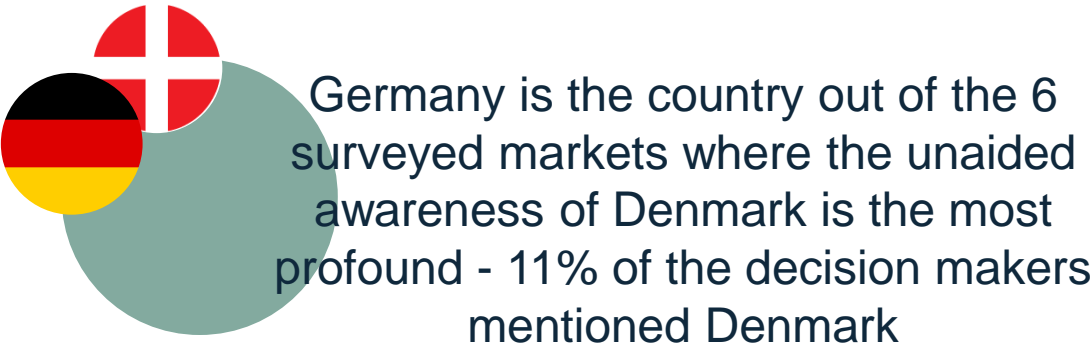 Germany is the country out of the 6
surveyed markets where the unaided
awareness of Denmark is the most
profound - 11% of the decision makers
mentioned Denmark